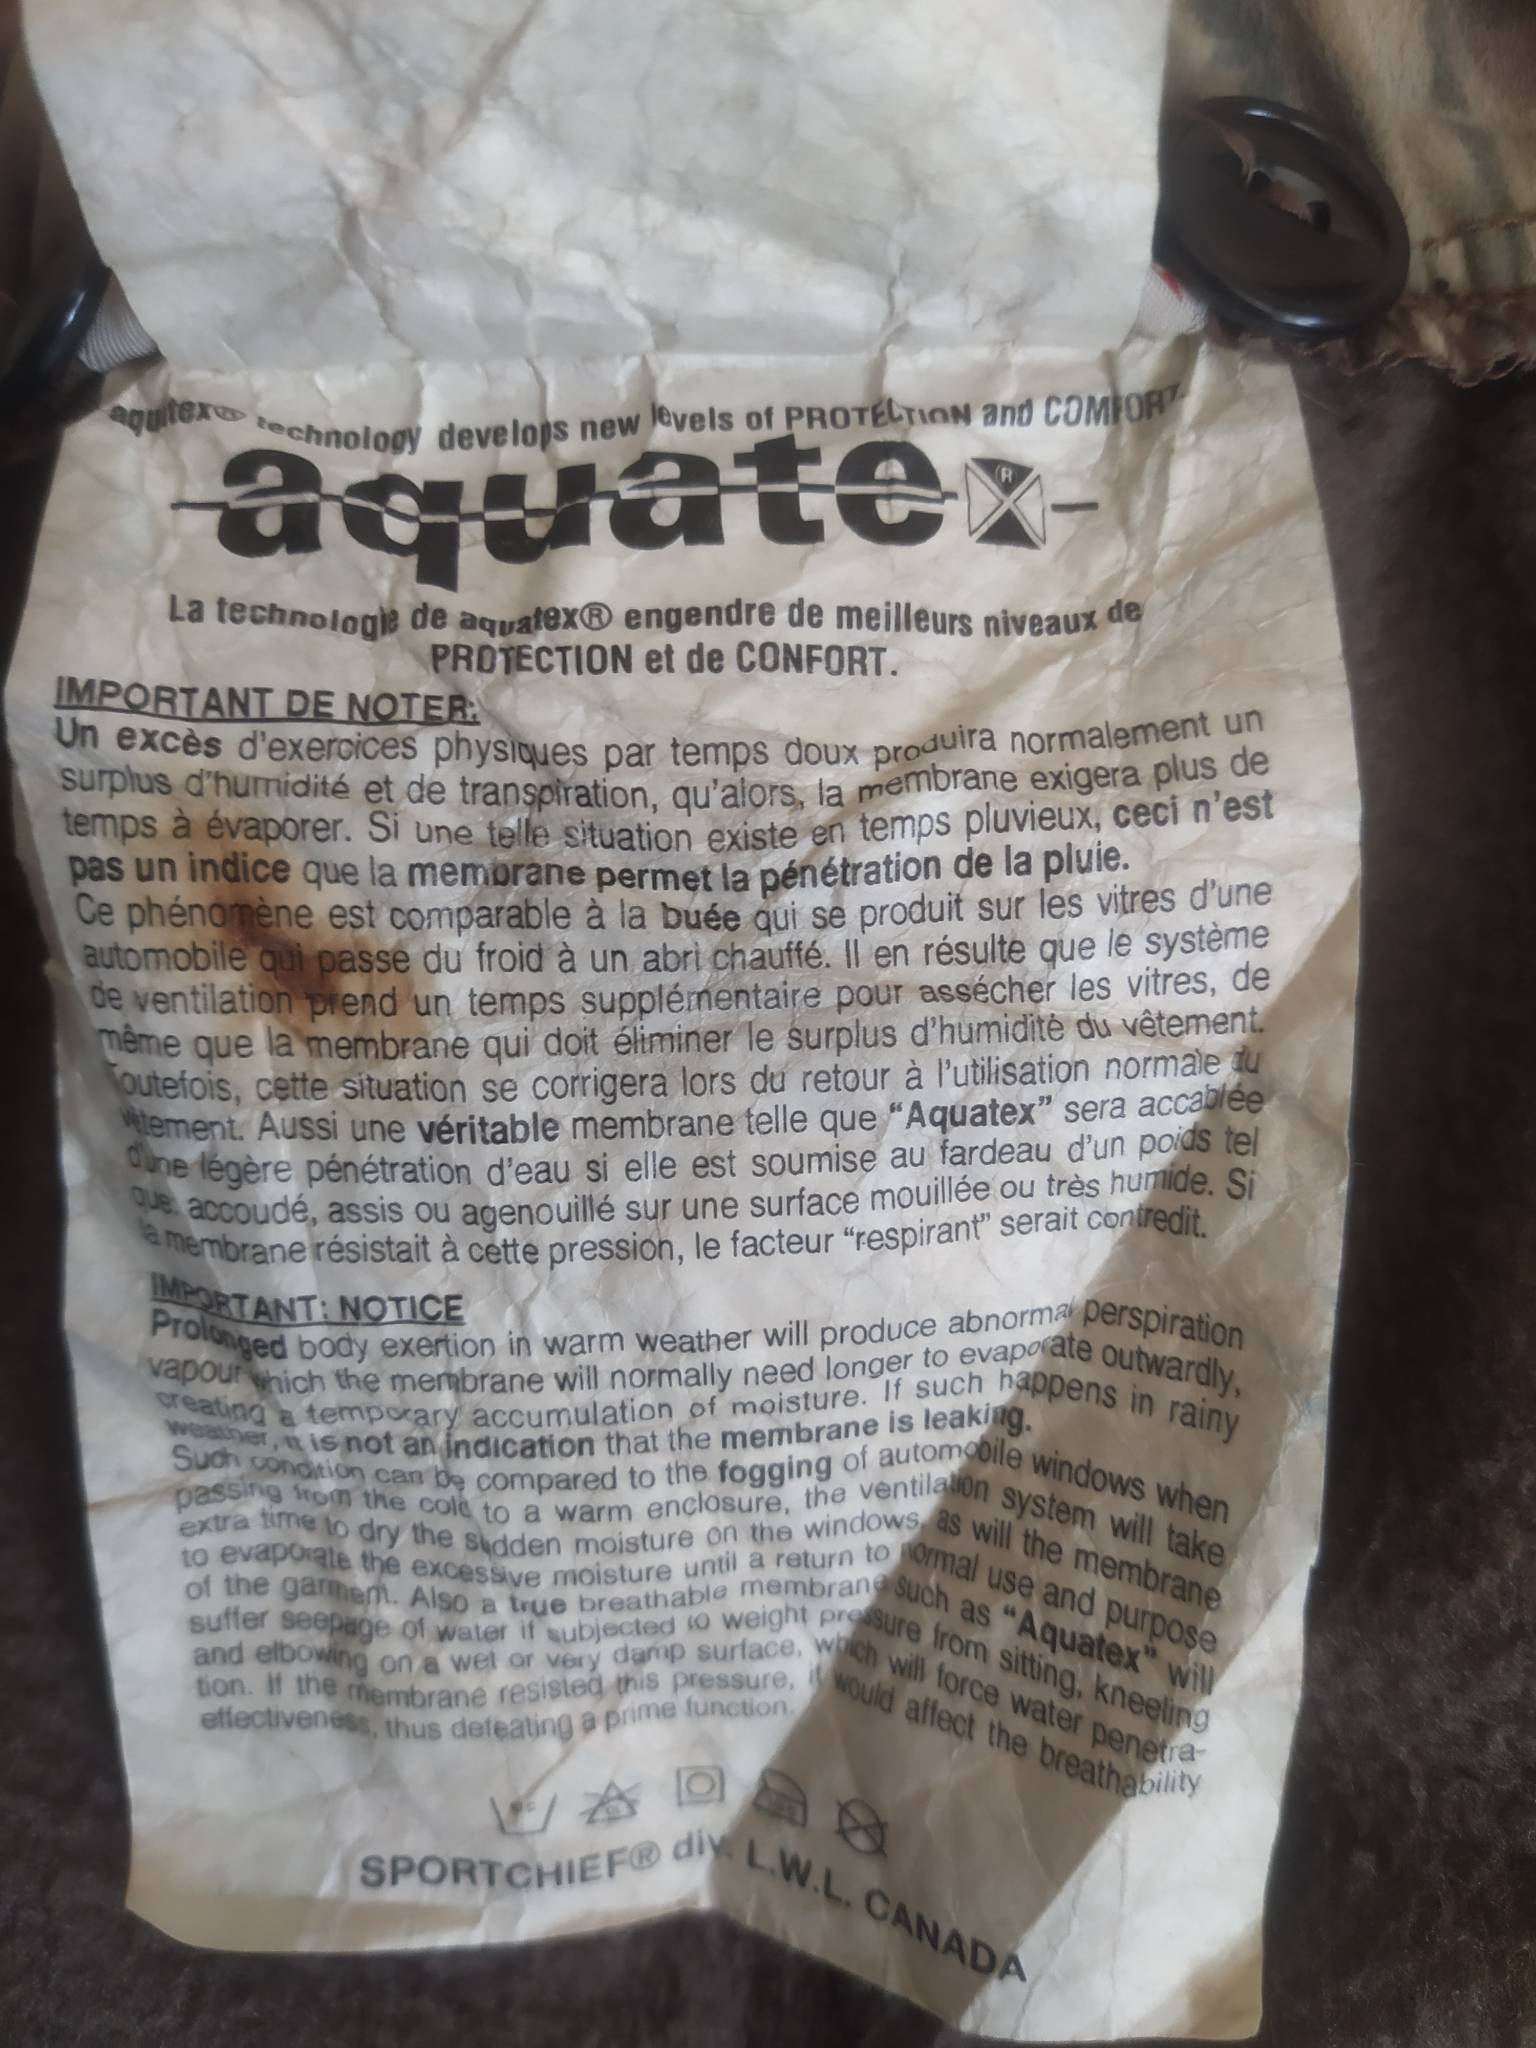 aquatex® technology develops new levels of PROTECTION and COMFORT.
aquatex®
La technologie de aquatex® engendre de meilleurs niveaux de
PROTECTION et de CONFORT.
IMPORTANT DE NOTER:
Un excès d'exercices physiques par temps doux produira normalement un
surplus d'humidité et de transpiration, qu'alors, la membrane exigera plus de
temps à évaporer. Si une telle situation existe en temps pluvieux, ceci n'est
pas un indice que la membrane permet la pénétration de la pluie.
Ce phénomène est comparable à la buée qui se produit sur les vitres d'une
automobile qui passe du froid à un abri chauffé. Il en résulte que le système
de ventilation prend un temps supplémentaire pour assécher les vitres, de
même que la membrane qui doit éliminer le surplus d'humidité du vêtement.
Toutefois, cette situation se corrigera lors du retour à l'utilisation normale du
vêtement. Aussi une véritable membrane telle que "Aquatex" sera accablée
d'une légère pénétration d'eau si elle est soumise au fardeau d'un poids tel
que: accoudé, assis ou agenouillé sur une surface mouillée ou très humide. Si
la membrane résistait à cette pression, le facteur "respirant" serait contredit.
IMPORTANT: NOTICE
Prolonged body exertion in warm weather will produce abnormal perspiration
vapour which the membrane will normally need longer to evaporate outwardly,
creating a temporary accumulation of moisture. If such happens in rainy
weather, it is not an indication that the membrane is leaking.
Such condition can be compared to the fogging of automobile windows when
passing from the cold to a warm enclosure, the ventilation system will take
extra time to dry the sudden moisture on the windows, as will the membrane
to evaporate the excessive moisture until a return to normal use and purpose
of the garment. Also a true breathable membrane such as "Aquatex" will
suffer seepage of water if subjected to weight pressure from sitting, kneeling
and elbowing on a wet or very damp surface, which will force water penetra-
tion. If the membrane resisted this pressure, it would affect the breathability
effectiveness, thus defeating a prime function.
SPORTCHIEF® div. L.W.L. CANADA